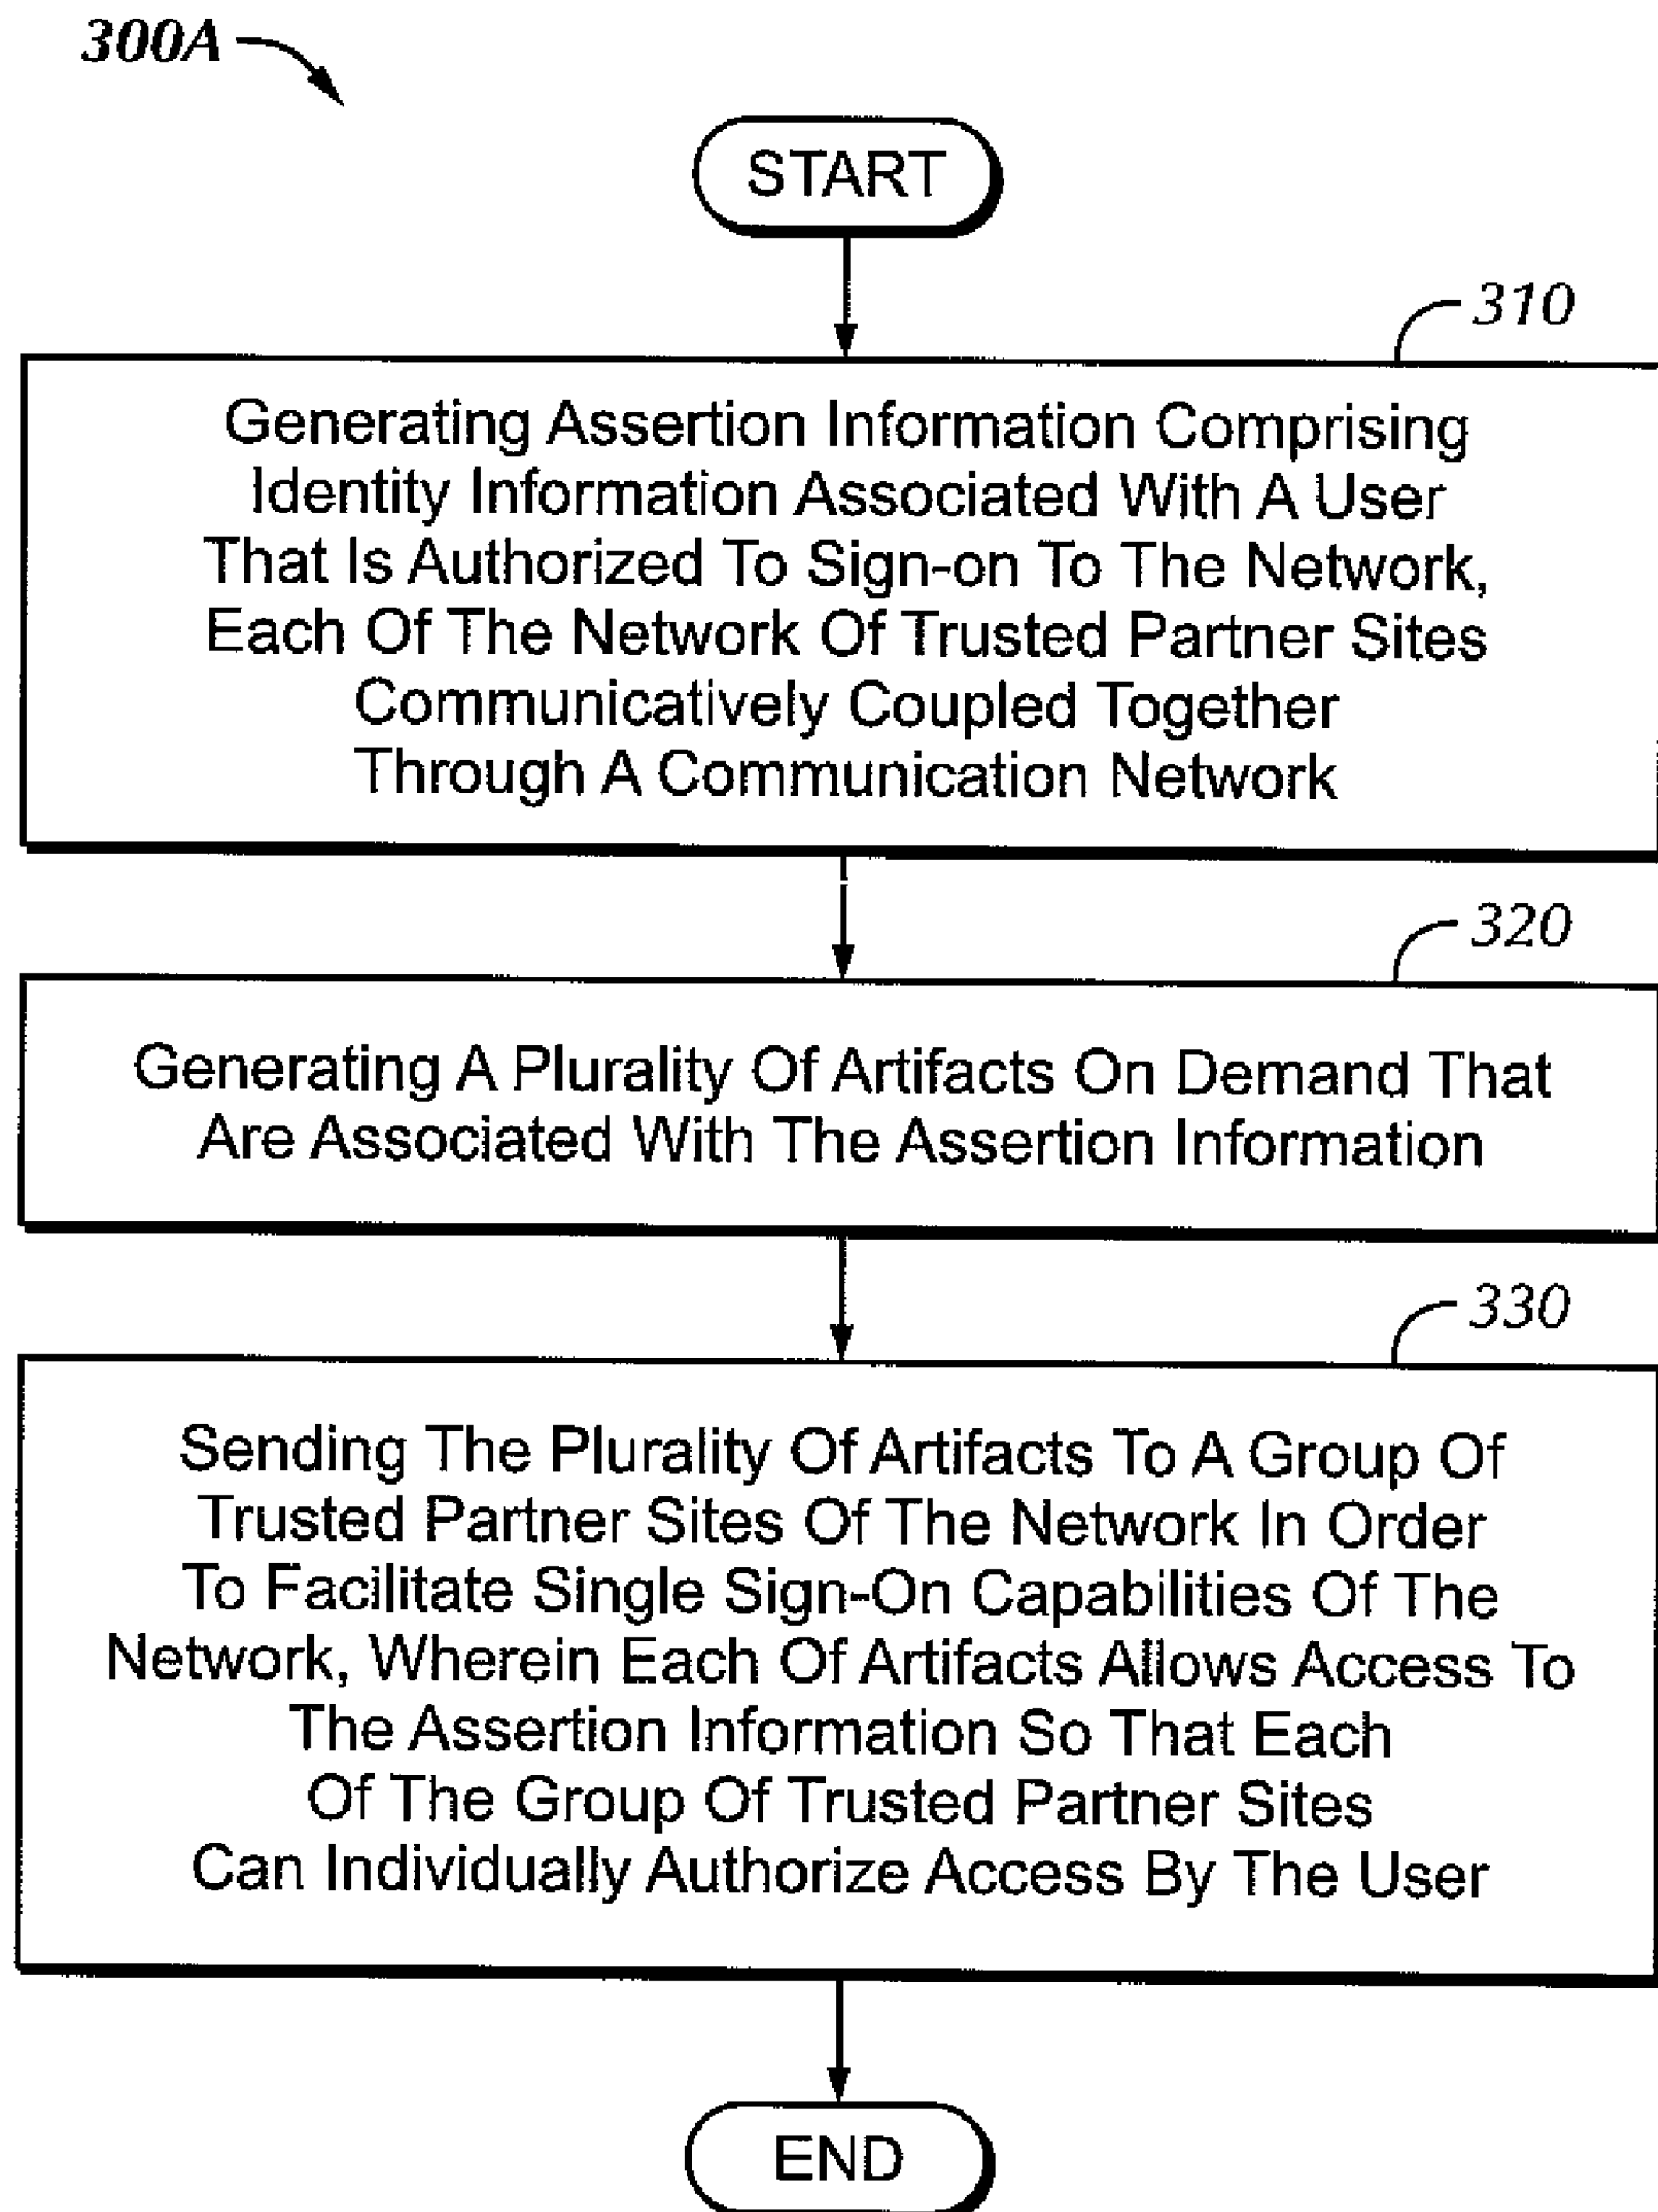 300A
START
310
Generating Assertion Information Comprising
Identity Information Associated With A User
That Is Authorized To Sign-on To The Network,
Each Of The Network Of Trusted Partner Sites
Communicatively Coupled Together
Through A Communication Network
320
Generating A Plurality Of Artifacts On Demand That
Are Associated With The Assertion Information
330
Sending The Plurality Of Artifacts To A Group Of
Trusted Partner Sites Of The Network In Order
To Facilitate Single Sign-On Capabilities Of The
Network, Wherein Each Of Artifacts Allows Access To
The Assertion Information So That Each
Of The Group Of Trusted Partner Sites
Can Individually Authorize Access By The User
END